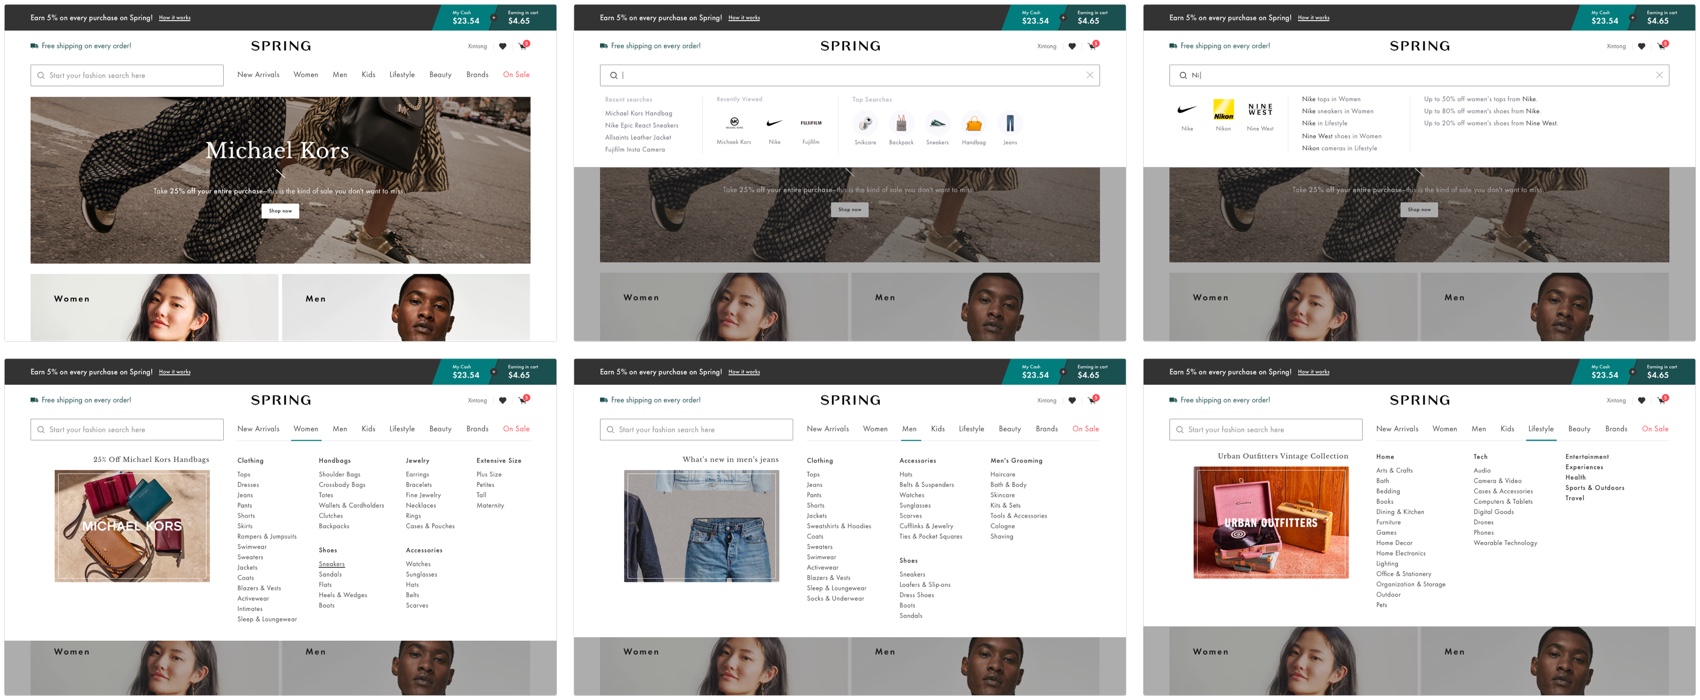 Earn 5% on every purchase on Spring! How it works
My Cash
$23.54
Earning in cart
$4.65
Free shipping on every order!
SPRING
Xintong
Start your fashion search here
New Arrivals Women Men Kids Lifestyle Beauty Brands On Sale
Michael Kors
Take 25% off your entire purchase—this is the kind of sale you don't want to miss
Shop now
Women
Men
Earn 5% on every purchase on Spring! How it works
My Cash
$23.54
Earning in cart
$4.65
Free shipping on every order!
SPRING
Xintong
Recent searches
Michael Kors Handbag
Nike Epic React Sneakers
Allsaints Leather Jacket
Fujifilm Insta Camera
Recently Viewed
FUJIFILM
Michaek Kors Nike Fujifilm
Top Searches
Snikcare Backpack Sneakers Handbag Jeans
Take 25% off your entire purchase—this is the kind of sale you don't want to miss
Shop now
Women
Men
Earn 5% on every purchase on Spring! How it works
My Cash
$23.54
Earning in cart
$4.65
Free shipping on every order!
SPRING
Xintong
Ni
Nikon
NINE
WEST
Nike Nikon Nine West
Nike tops in Women
Nike sneakers in Women
Nike in Lifestyle
Nine West shoes in Women
Nikon cameras in Lifestyle
Up to 50% off women's tops from Nike.
Up to 80% off women's shoes from Nike.
Up to 20% off women's shoes from Nine West.
Take 25% off your entire purchase—this is the kind of sale you don't want to miss
Shop now
Women
Men
Earn 5% on every purchase on Spring! How it works
My Cash
$23.54
Earning in cart
$4.65
Free shipping on every order!
SPRING
Xintong
Start your fashion search here
New Arrivals Women Men Kids Lifestyle Beauty Brands On Sale
25% Off Michael Kors Handbags
MICHAEL KORS
Clothing
Tops
Dresses
Jeans
Pants
Shorts
Skirts
Rompers & Jumpsuits
Swimwear
Sweaters
Jackets
Coats
Blazers & Vests
Activewear
Intimates
Sleep & Loungewear
Handbags
Shoulder Bags
Crossbody Bags
Totes
Wallets & Cardholders
Clutches
Backpacks
Shoes
Sneakers
Sandals
Flats
Heels & Wedges
Boots
Jewelry
Earrings
Bracelets
Fine Jewelry
Necklaces
Rings
Cases & Pouches
Accessories
Watches
Sunglasses
Hats
Belts
Scarves
Extensive Size
Plus Size
Petites
Tall
Maternity
Women
Men
Earn 5% on every purchase on Spring! How it works
My Cash
$23.54
Earning in cart
$4.65
Free shipping on every order!
SPRING
Xintong
Start your fashion search here
New Arrivals Women Men Kids Lifestyle Beauty Brands On Sale
What's new in men's jeans
Clothing
Tops
Jeans
Pants
Shorts
Jackets
Sweatshirts & Hoodies
Coats
Sweaters
Swimwear
Activewear
Blazers & Vests
Sleep & Loungewear
Socks & Underwear
Accessories
Hats
Belts & Suspenders
Watches
Sunglasses
Scarves
Cufflinks & Jewelry
Ties & Pocket Squares
Shoes
Sneakers
Loafers & Slip-ons
Dress Shoes
Boots
Sandals
Men's Grooming
Haircare
Bath & Body
Skincare
Kits & Sets
Tools & Accessories
Cologne
Shaving
Women
Men
Earn 5% on every purchase on Spring! How it works
My Cash
$23.54
Earning in cart
$4.65
Free shipping on every order!
SPRING
Xintong
Start your fashion search here
New Arrivals Women Men Kids Lifestyle Beauty Brands On Sale
Urban Outfitters Vintage Collection
URBAN OUTFITTERS
Home
Arts & Crafts
Bath
Bedding
Books
Dining & Kitchen
Furniture
Games
Home Decor
Home Electronics
Lighting
Office & Stationery
Organization & Storage
Outdoor
Pets
Tech
Audio
Camera & Video
Cases & Accessories
Computers & Tablets
Digital Goods
Drones
Phones
Wearable Technology
Entertainment
Experiences
Health
Sports & Outdoors
Travel
Women
Men